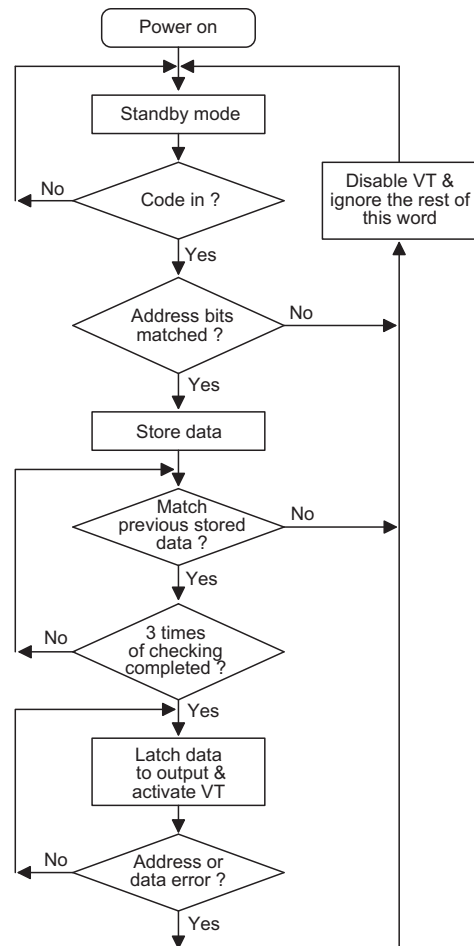 Power on
Standby mode
Code in ?
No
Yes
Disable VT &
ignore the rest of
this word
Address bits
matched ?
No
Yes
Store data
Match
previous stored
data ?
No
Yes
3 times
of checking
completed ?
No
Yes
Latch data
to output &
activate VT
Address or
data error ?
No
Yes